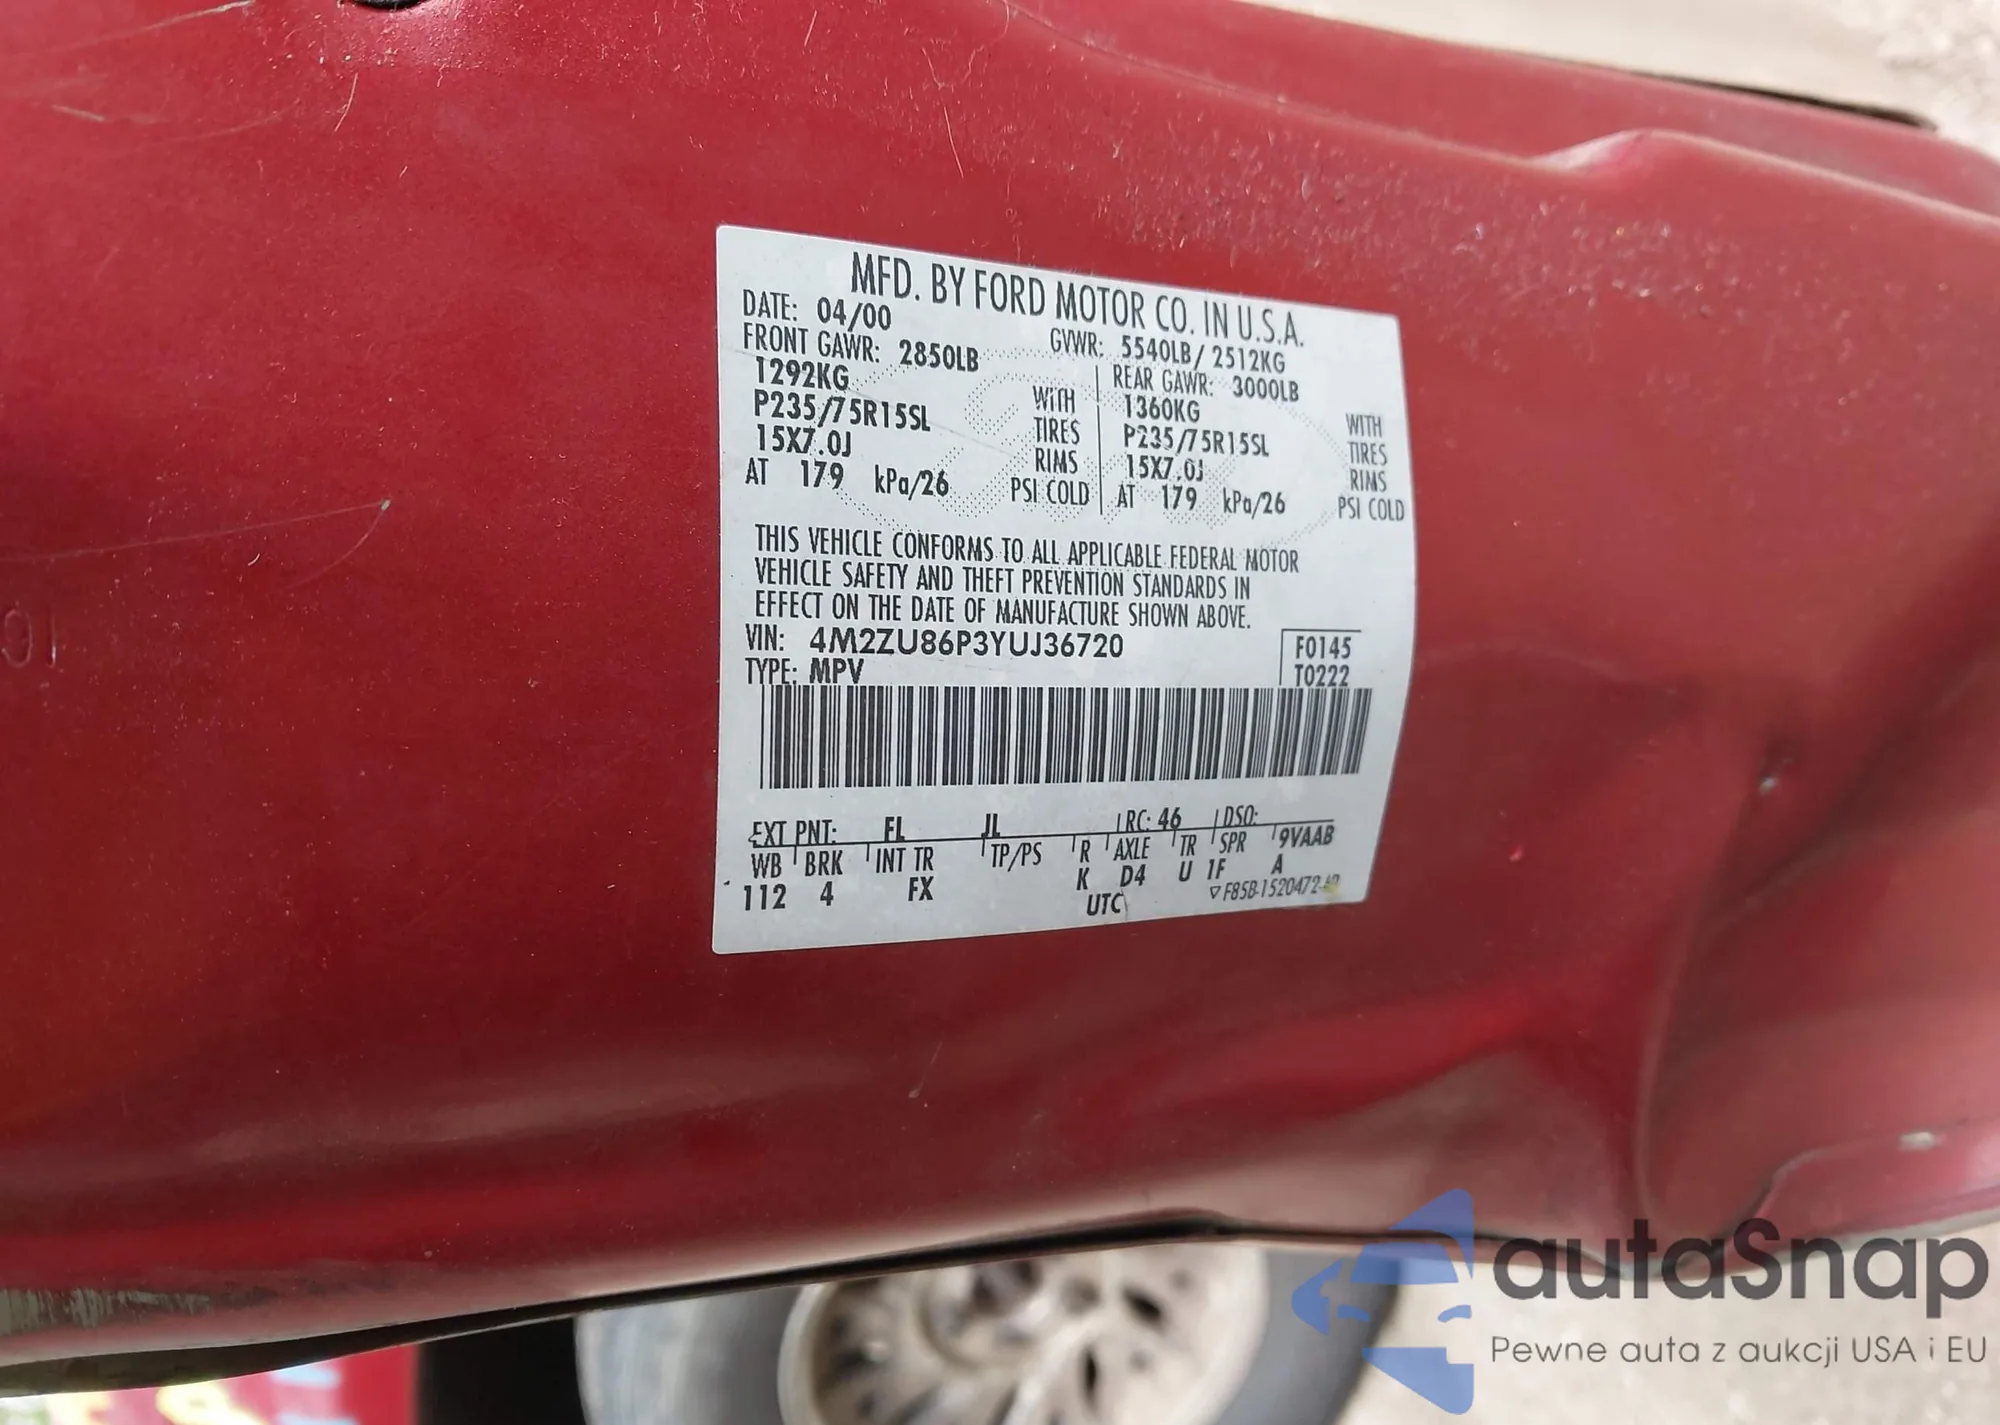 MFD. BY FORD MOTOR CO. IN U.S.A.
DATE: 04/00 GVWR: 5540LB/ 2512KG
FRONT GAWR: 2850LB REAR GAWR: 3000LB
1292KG WITH 1360KG WITH
P235/75R15SL TIRES P235/75R15SL TIRES
15X7.0J RIMS 15X7.0J RIMS
AT 179 kPa/26 PSI COLD AT 179 kPa/26 PSI COLD
THIS VEHICLE CONFORMS TO ALL APPLICABLE FEDERAL MOTOR
VEHICLE SAFETY AND THEFT PREVENTION STANDARDS IN
EFFECT ON THE DATE OF MANUFACTURE SHOWN ABOVE.
VIN: 4M2ZU86P3YUJ36720 F0145
TYPE: MPV T0222
EXT PNT: FL JL RC: 46 DSO:
WB BRK INT TR TP/PS R AXLE TR SPR 9VAAB
112 4 FX K D4 U 1F A
UTC F85B-1520472-
autaSnap
Pewne auta z aukcji USA i EU